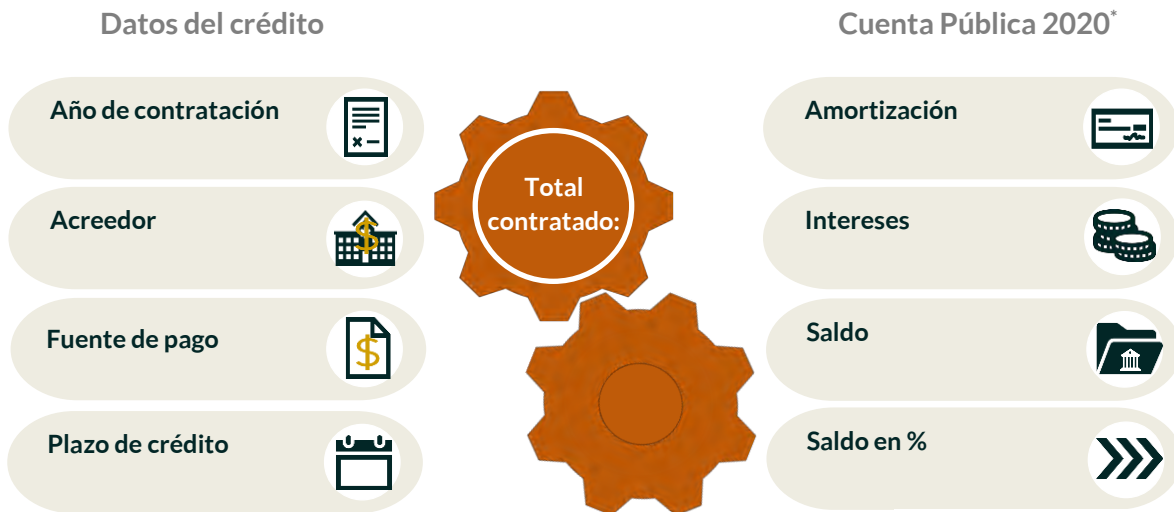 Datos del crédito
Año de contratación
Acreedor
Fuente de pago
Plazo de crédito
Total
contratado:
Cuenta Pública 2020*
Amortización
Intereses
Saldo
Saldo en %